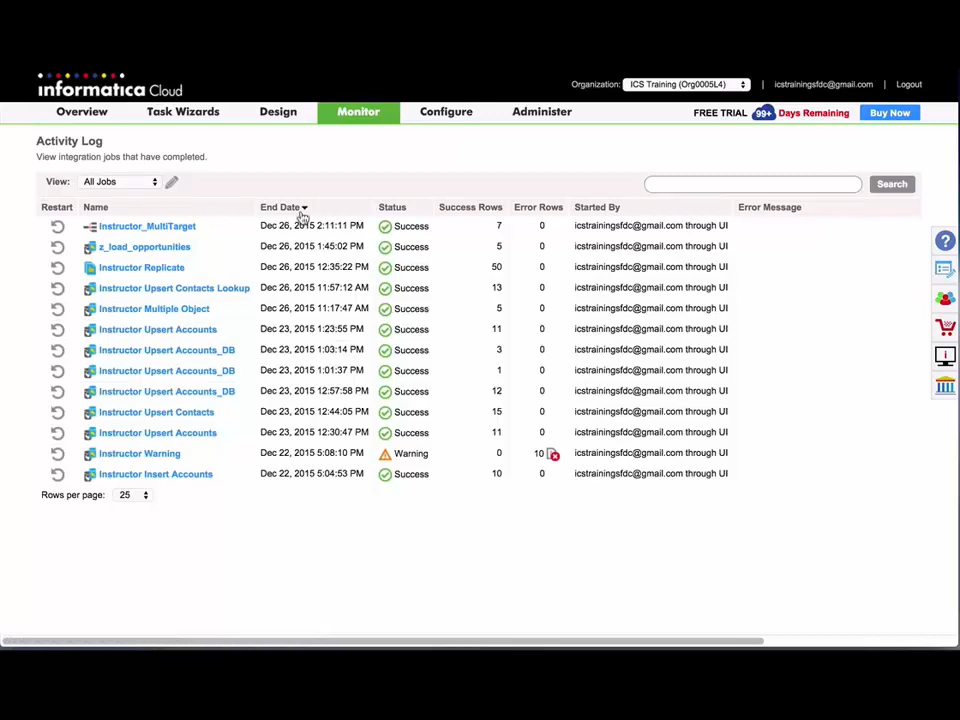 informatica Cloud
Organization: ICS Training (Org0005L4) | icstrainingsfdc@gmail.com | Logout
Overview Task Wizards Design Monitor Configure Administer FREE TRIAL 99+ Days Remaining Buy Now
Activity Log
View integration jobs that have completed.
View: All Jobs Search
Restart Name End Date Status Success Rows Error Rows Started By Error Message
Instructor_MultiTarget Dec 26, 2015 2:11:11 PM Success 7 0 icstrainingsfdc@gmail.com through UI
z_load_opportunities Dec 26, 2015 1:45:02 PM Success 5 0 icstrainingsfdc@gmail.com through UI
Instructor Replicate Dec 26, 2015 12:35:22 PM Success 50 0 icstrainingsfdc@gmail.com through UI
Instructor Upsert Contacts Lookup Dec 26, 2015 11:57:12 AM Success 13 0 icstrainingsfdc@gmail.com through UI
Instructor Multiple Object Dec 26, 2015 11:17:47 AM Success 5 0 icstrainingsfdc@gmail.com through UI
Instructor Upsert Accounts Dec 23, 2015 1:23:55 PM Success 11 0 icstrainingsfdc@gmail.com through UI
Instructor Upsert Accounts_DB Dec 23, 2015 1:03:14 PM Success 3 0 icstrainingsfdc@gmail.com through UI
Instructor Upsert Accounts_DB Dec 23, 2015 1:01:37 PM Success 1 0 icstrainingsfdc@gmail.com through UI
Instructor Upsert Accounts_DB Dec 23, 2015 12:57:58 PM Success 12 0 icstrainingsfdc@gmail.com through UI
Instructor Upsert Contacts Dec 23, 2015 12:44:05 PM Success 15 0 icstrainingsfdc@gmail.com through UI
Instructor Upsert Accounts Dec 23, 2015 12:30:47 PM Success 11 0 icstrainingsfdc@gmail.com through UI
Instructor Warning Dec 22, 2015 5:08:10 PM Warning 0 10 icstrainingsfdc@gmail.com through UI
Instructor Insert Accounts Dec 22, 2015 5:04:53 PM Success 10 0 icstrainingsfdc@gmail.com through UI
Rows per page: 25